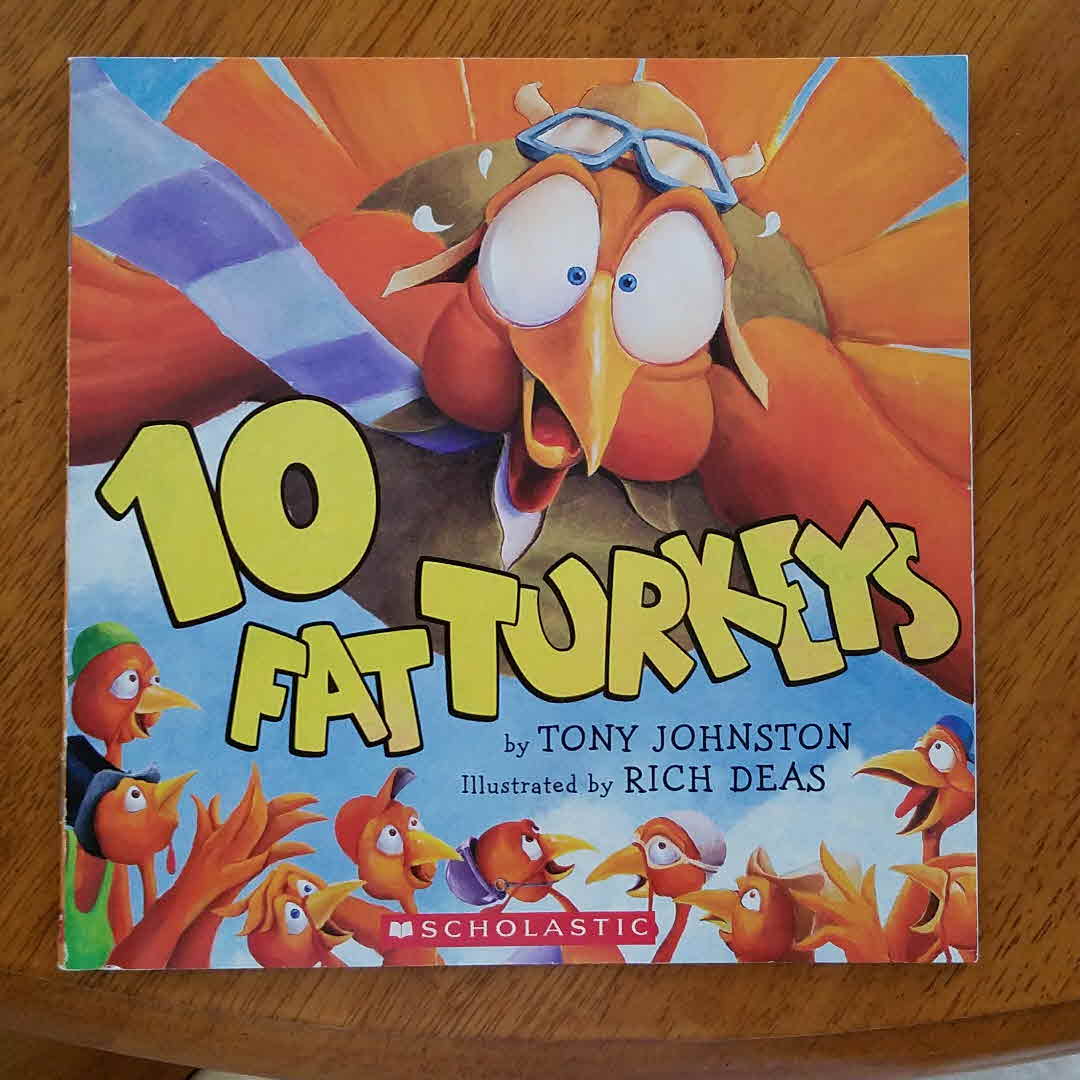 10
FAT TURKEYS
by TONY JOHNSTON
Illustrated by RICH DEAS
SCHOLASTIC